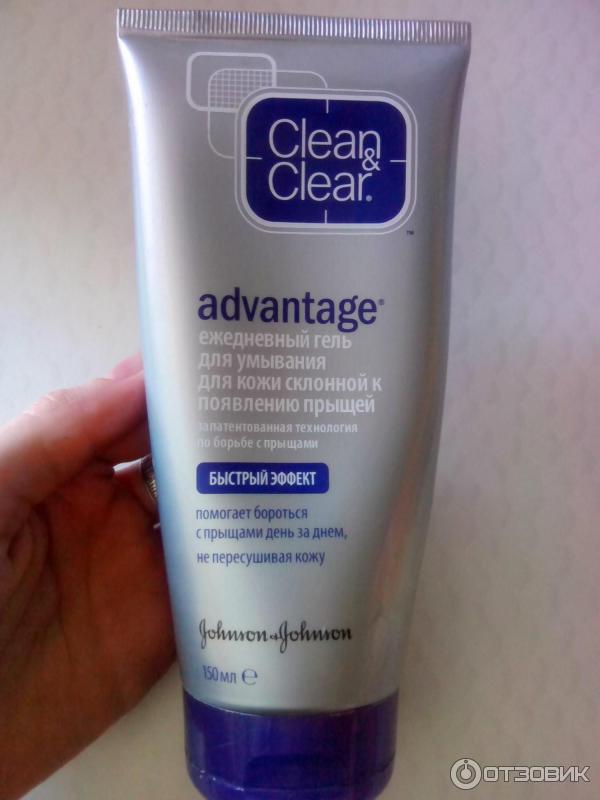 Clean &
Clear®
™
advantage®
ежедневный гель
для умывания
для кожи склонной к
появлению прыщей
запатентованная технология
по борьбе с прыщами
БЫСТРЫЙ ЭФФЕКТ
помогает бороться
с прыщами день за днем,
не пересушивая кожу
Johnson & Johnson
150 мл ℮
ОТЗОВИК